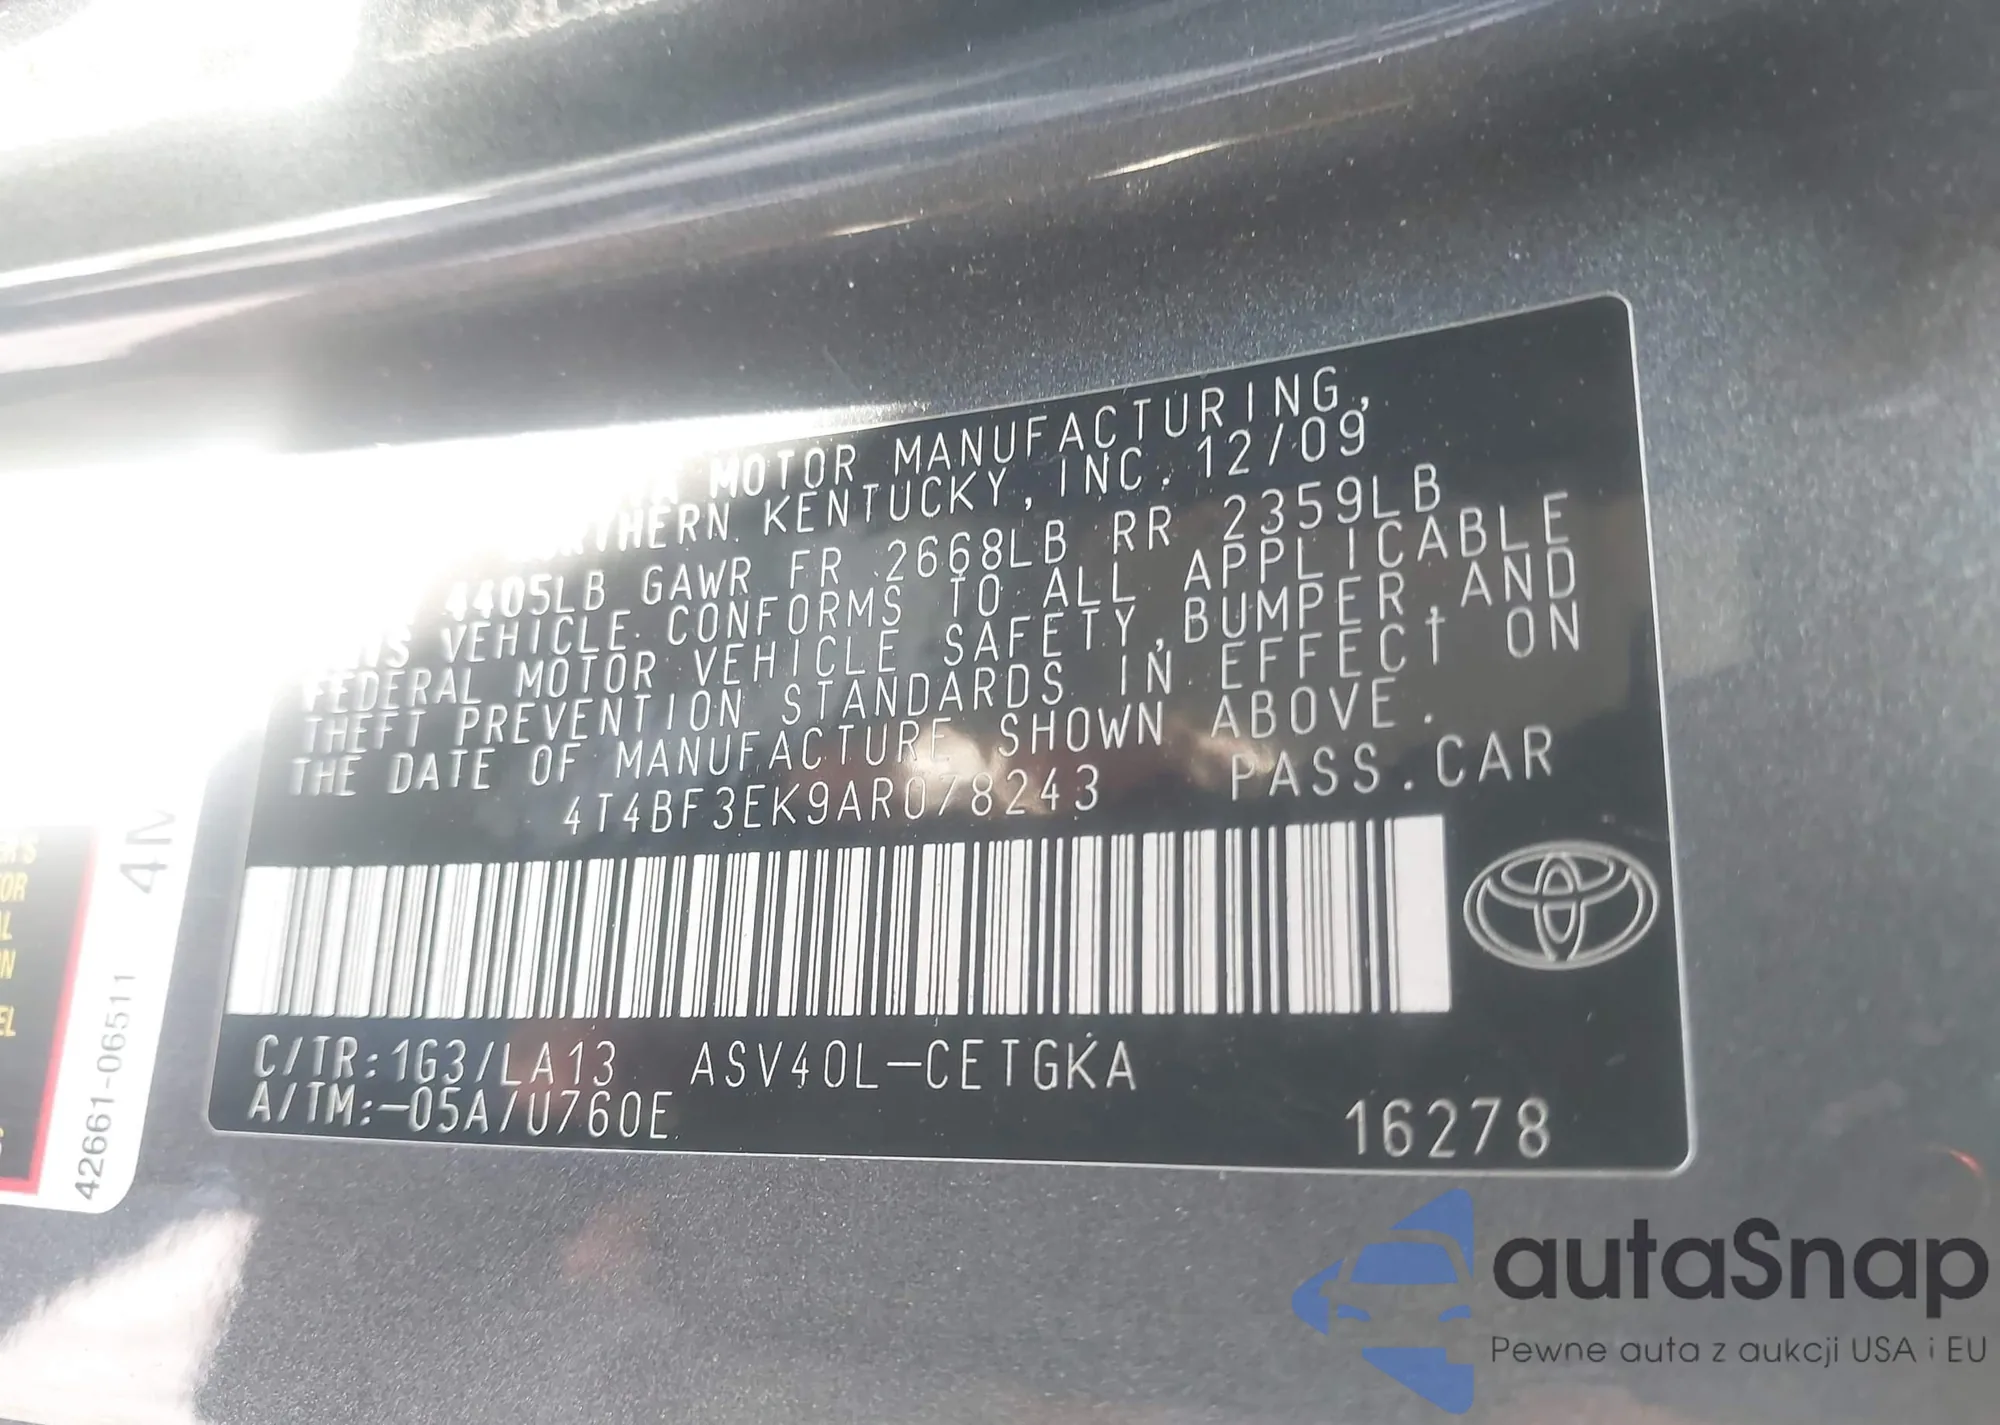 MOTOR MANUFACTURING,
NORTHERN KENTUCKY, INC. 12/09
4405LB GAWR FR 2668LB RR 2359LB
THIS VEHICLE CONFORMS TO ALL APPLICABLE
FEDERAL MOTOR VEHICLE SAFETY, BUMPER, AND
THEFT PREVENTION STANDARDS IN EFFECT ON
THE DATE OF MANUFACTURE SHOWN ABOVE.
4T4BF3EK9AR078243 PASS.CAR
C/TR:1G3/LA13 ASV40L-CETGKA
A/TM:-05A/U760E
16278
42661-06511
autaSnap
Pewne auta z aukcji USA i EU